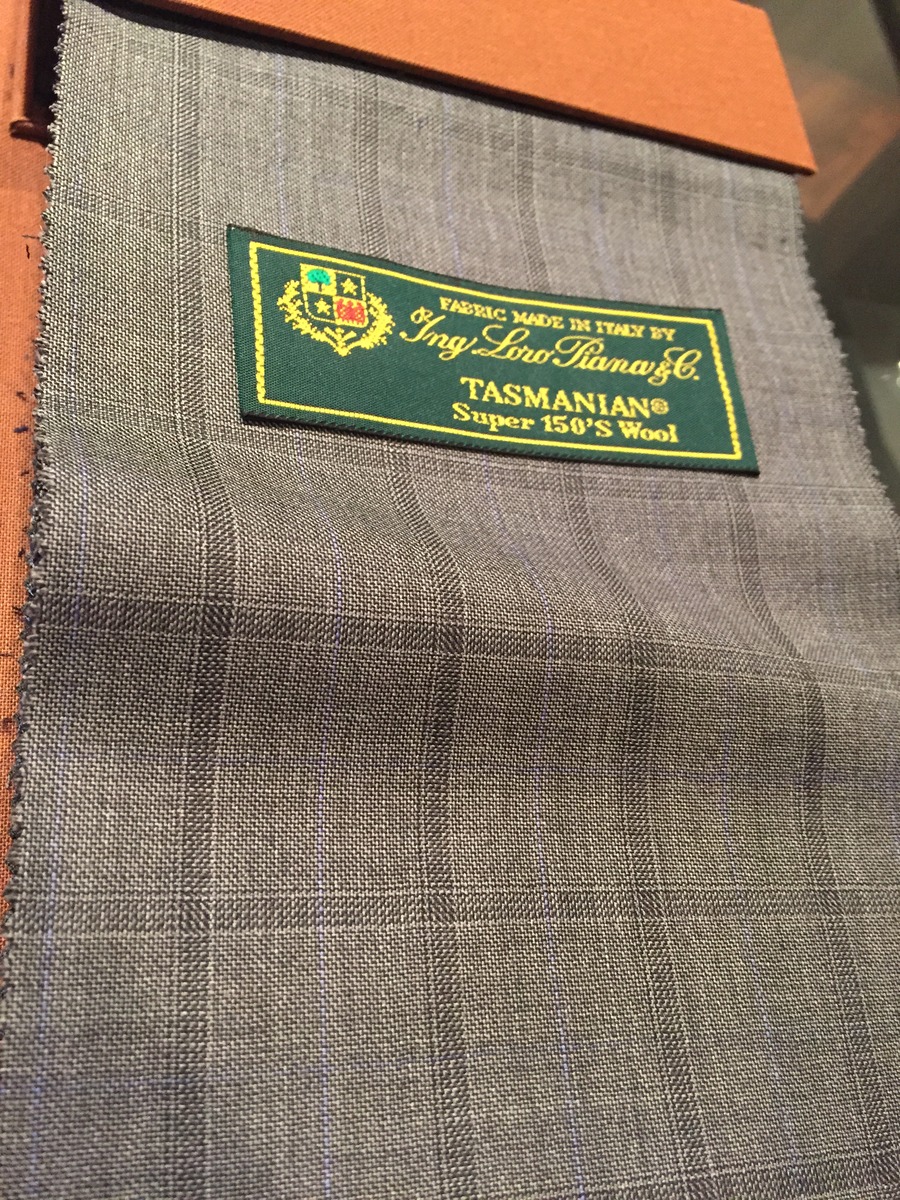 FABRIC MADE IN ITALY BY
Ing Loro Piana & C.
TASMANIAN®
Super 150'S Wool